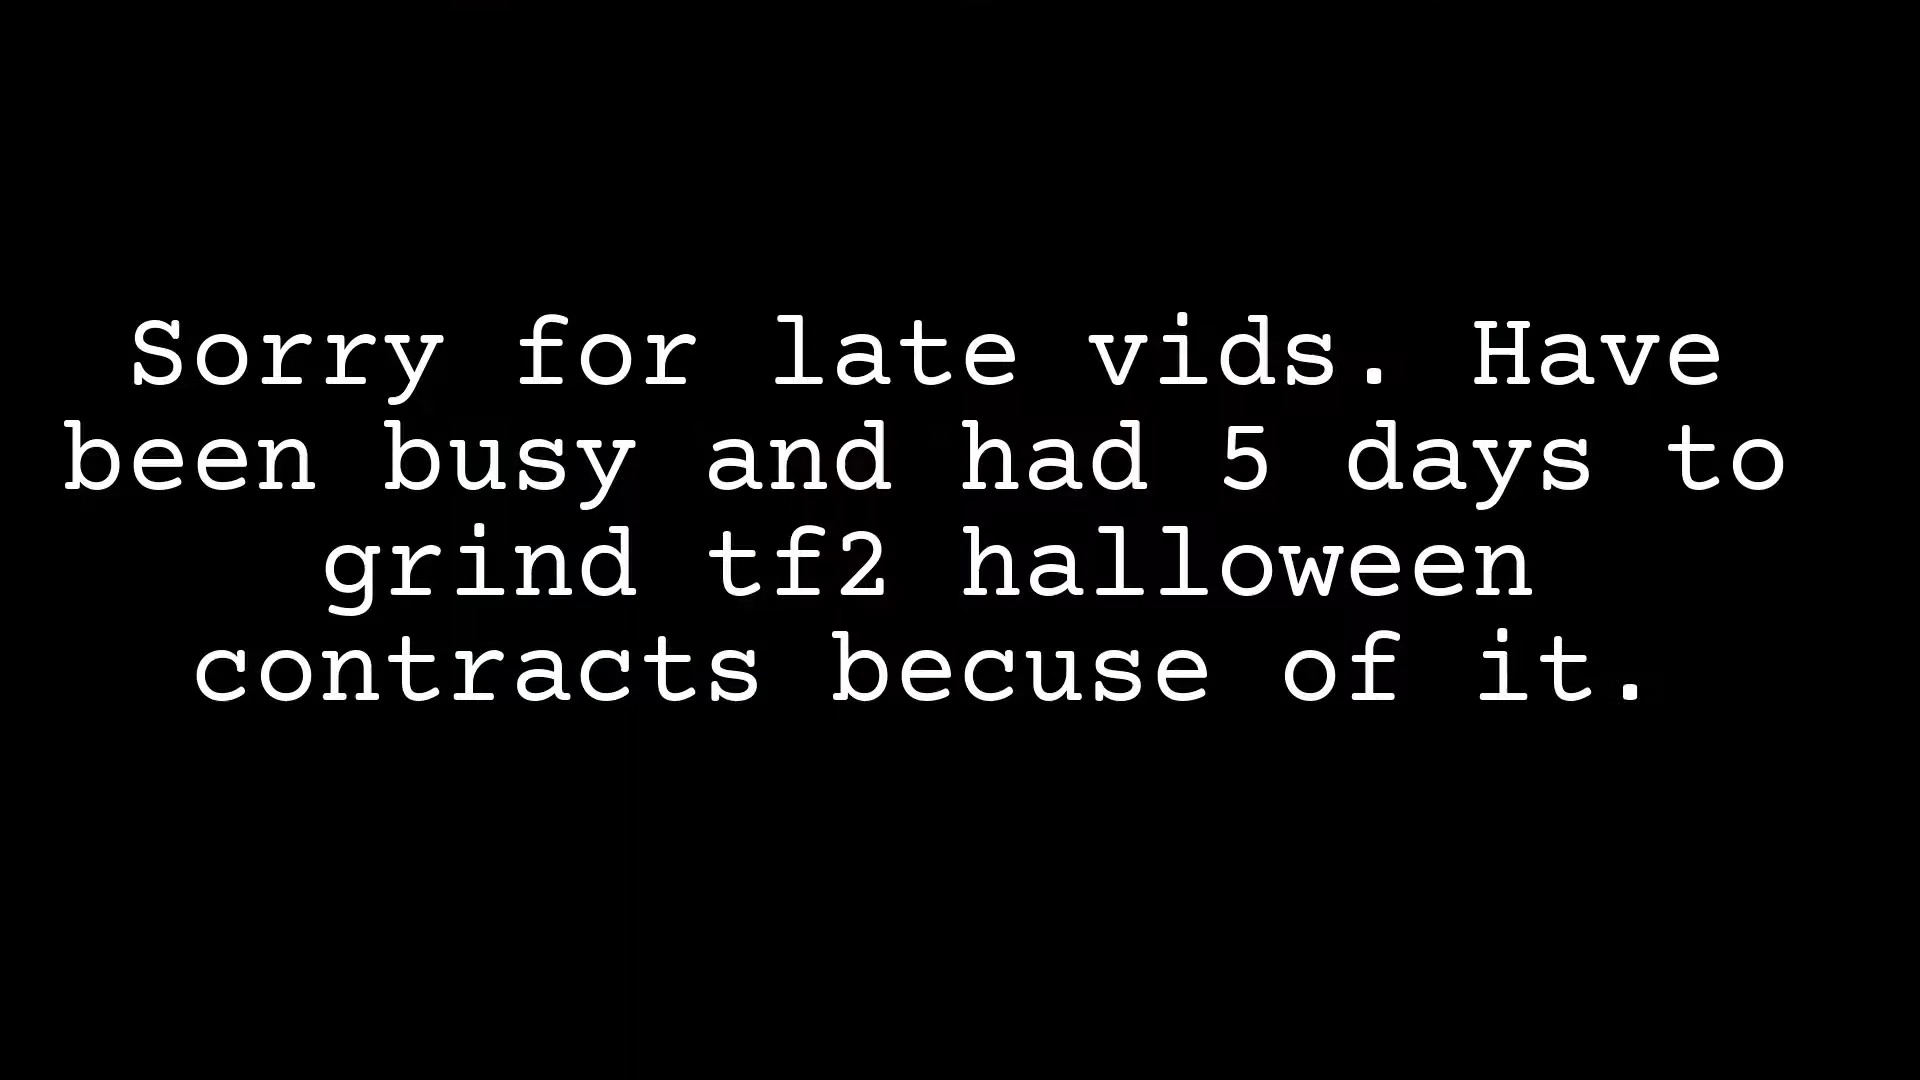 Sorry for late vids. Have
been busy and had 5 days to
grind tf2 halloween
contracts becuse of it.